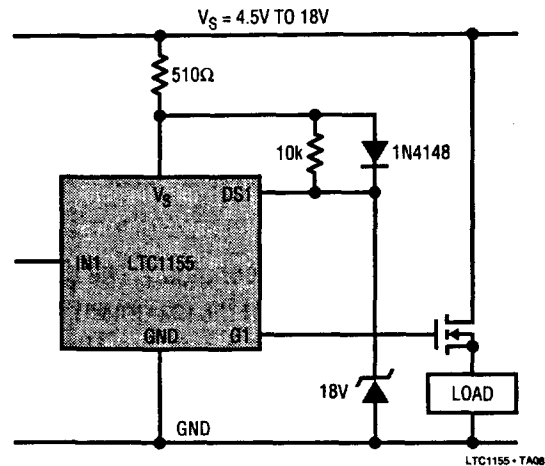 V_S = 4.5V TO 18V
510Ω
10k
1N4148
V_S
DS1
IN1
LTC1155
GND
G1
18V
LOAD
GND
LTC1155 • TA08